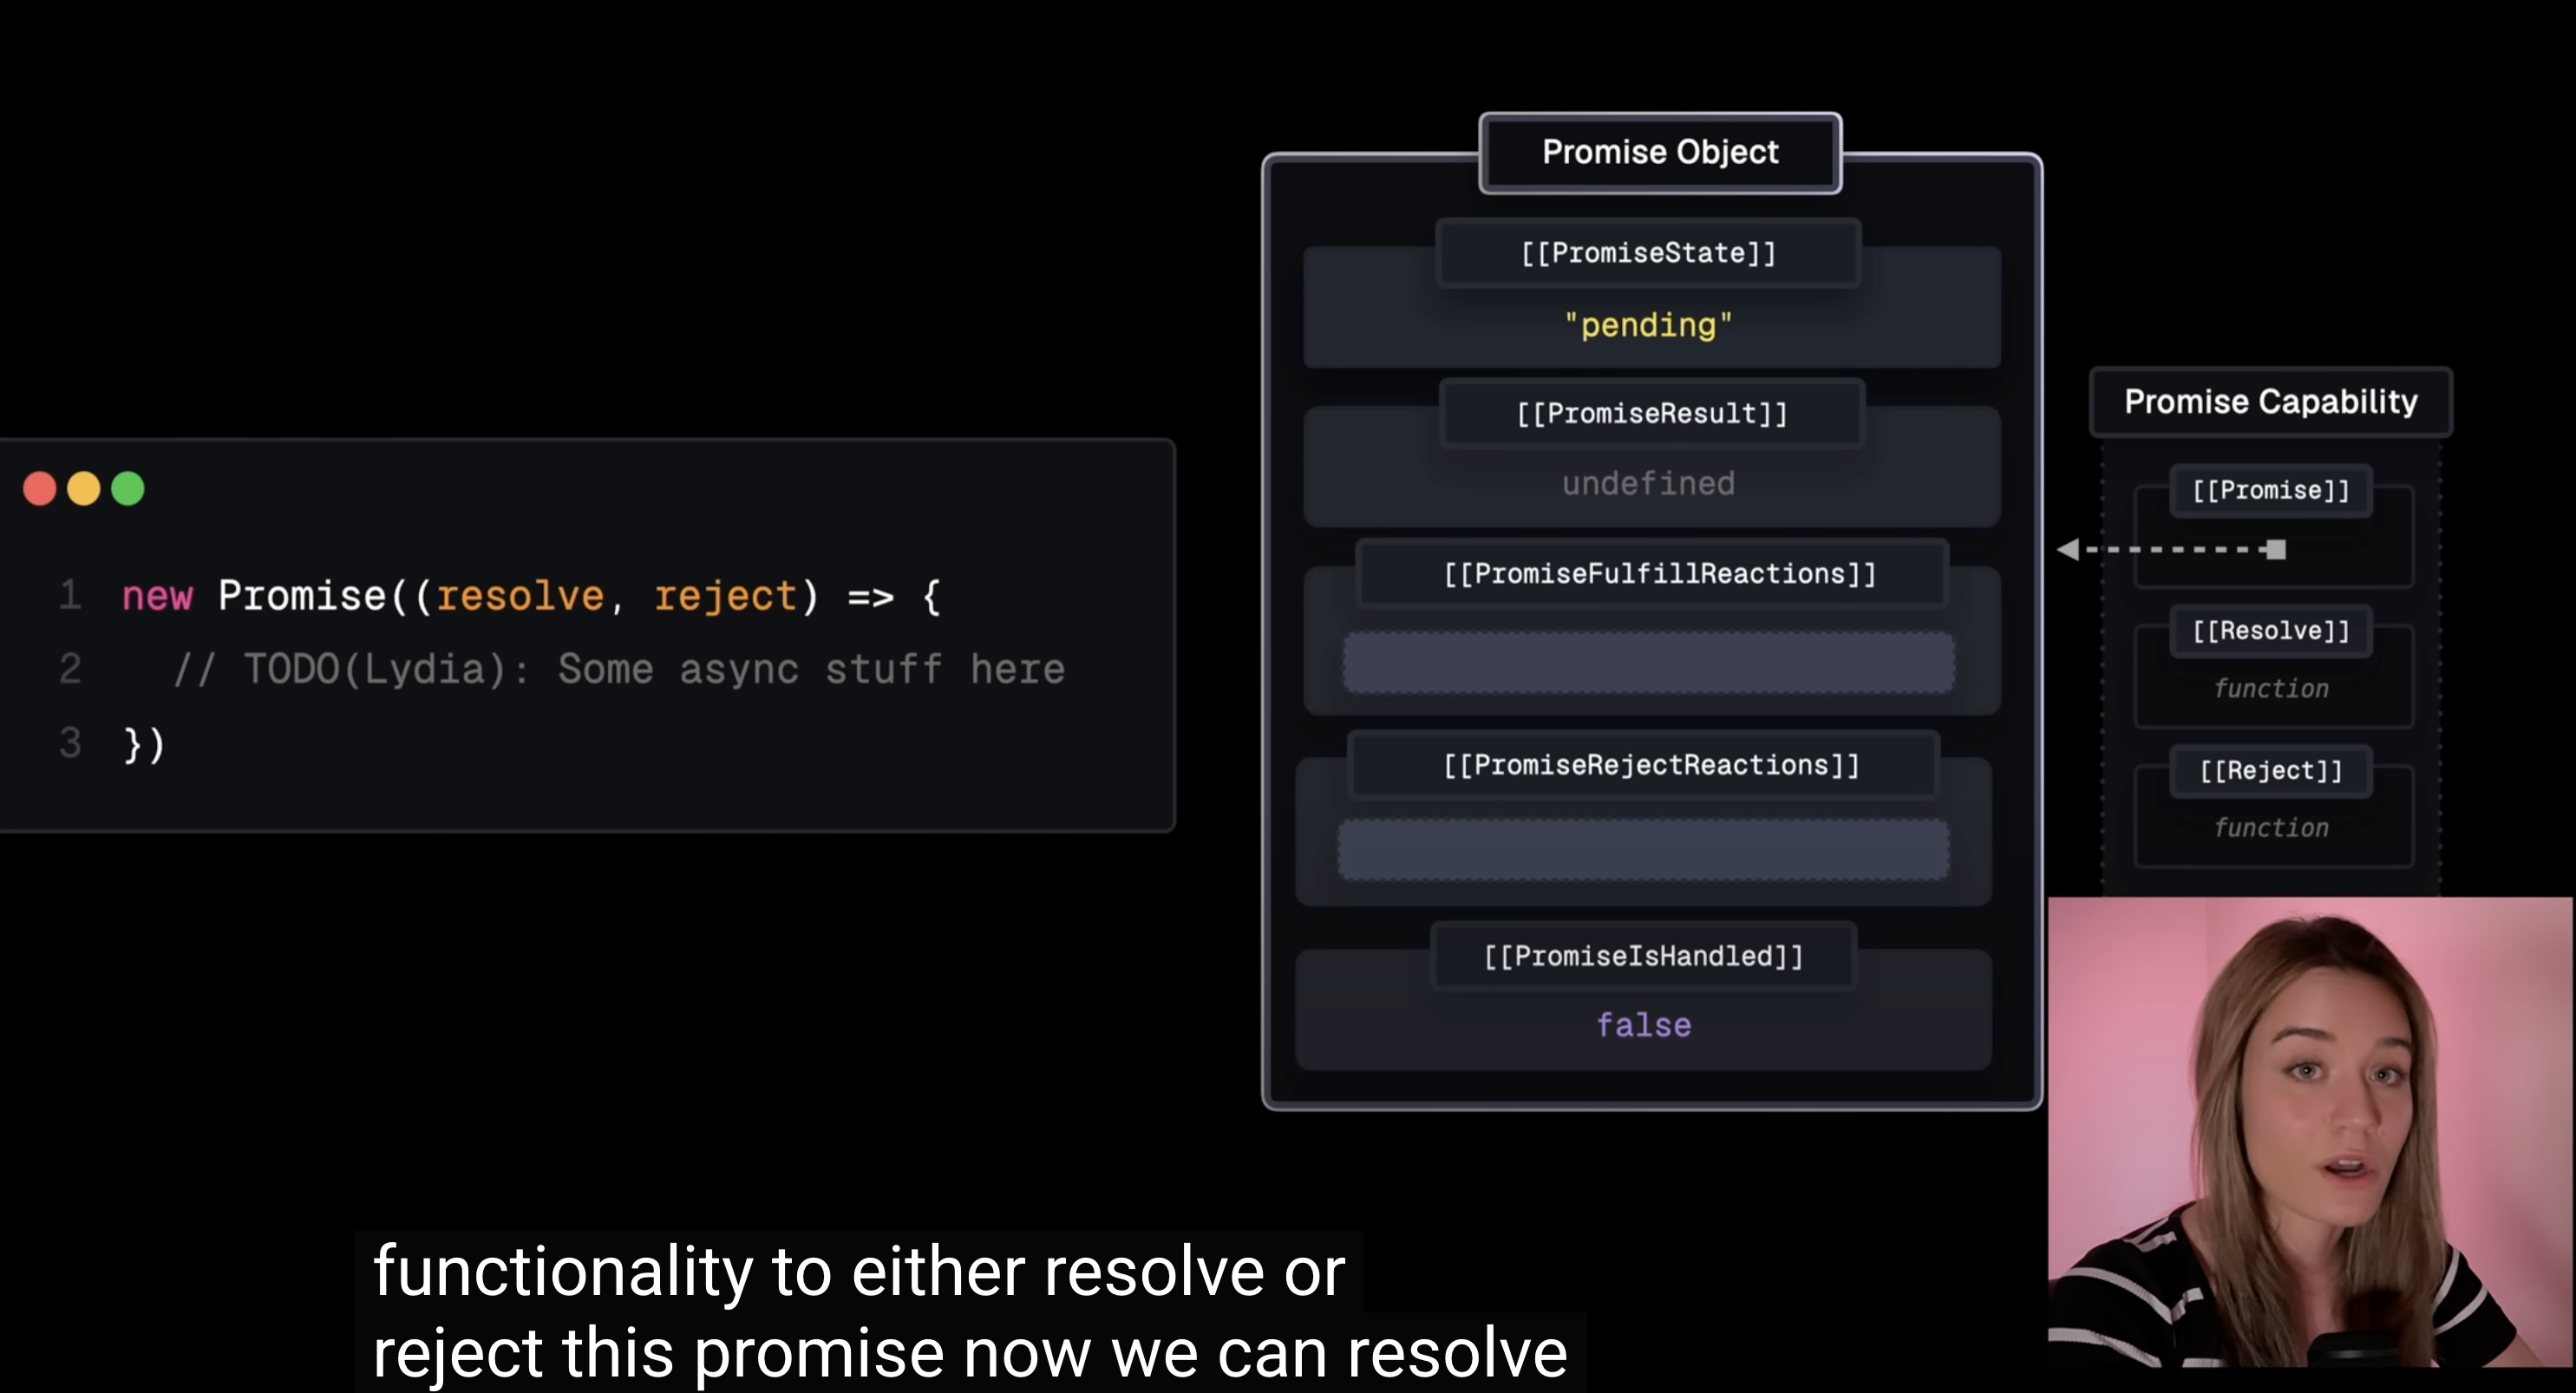 1 new Promise((resolve, reject) => {
2 // TODO(Lydia): Some async stuff here
3 })
Promise Object
[[PromiseState]]
"pending"
[[PromiseResult]]
undefined
[[PromiseFulfillReactions]]
[[PromiseRejectReactions]]
[[PromiseIsHandled]]
false
Promise Capability
[[Promise]]
[[Resolve]]
function
[[Reject]]
function
functionality to either resolve or
reject this promise now we can resolve